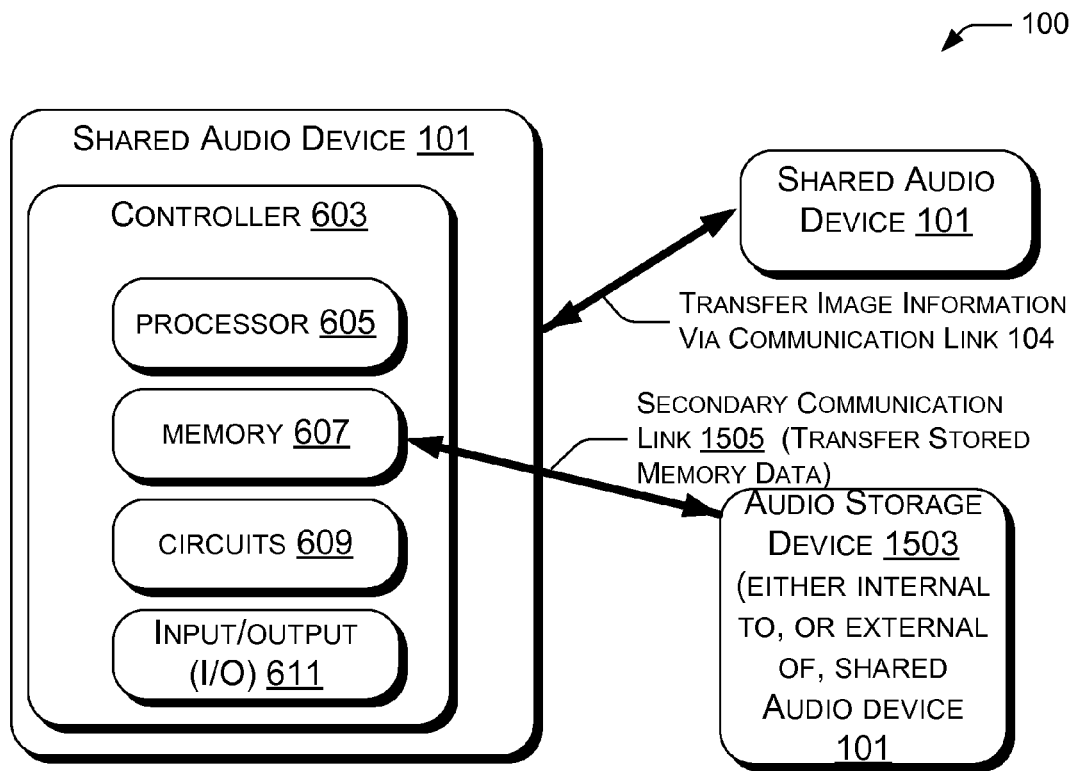 100
SHARED AUDIO DEVICE 101
CONTROLLER 603
PROCESSOR 605
MEMORY 607
CIRCUITS 609
INPUT/OUTPUT
(I/O) 611
SHARED AUDIO
DEVICE 101
TRANSFER IMAGE INFORMATION
VIA COMMUNICATION LINK 104
SECONDARY COMMUNICATION
LINK 1505 (TRANSFER STORED
MEMORY DATA)
AUDIO STORAGE
DEVICE 1503
(EITHER INTERNAL
TO, OR EXTERNAL
OF, SHARED
AUDIO DEVICE
101